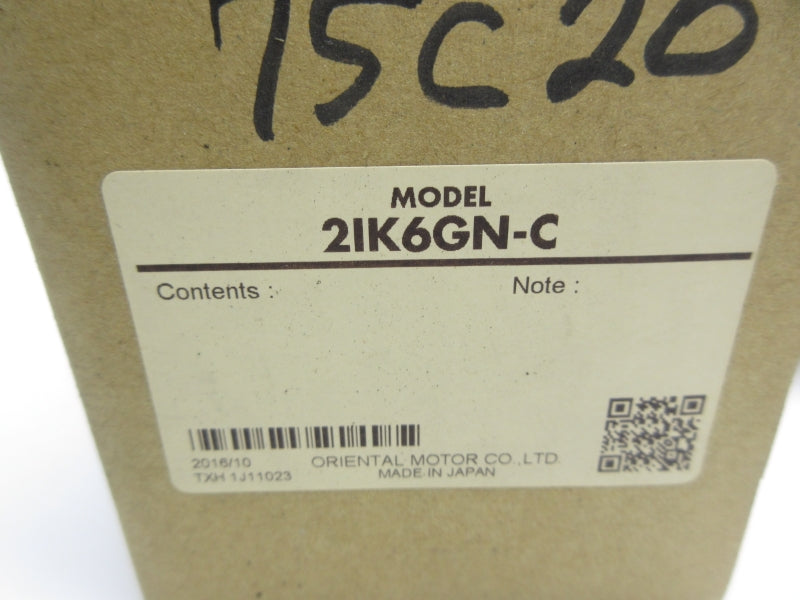 75C20
MODEL
2IK6GN-C
Contents : Note :
2016/10 ORIENTAL MOTOR CO.,LTD.
TXH 1J11023 MADE IN JAPAN